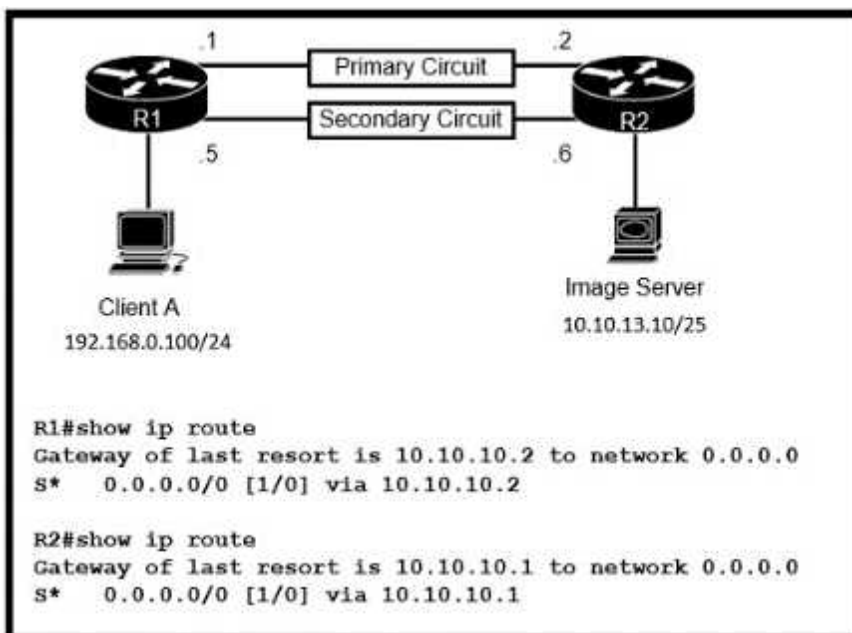 .1
.2
Primary Circuit
R1
Secondary Circuit
R2
.5
.6
?
Client A
192.168.0.100/24
Image Server
10.10.13.10/25
R1#show ip route
Gateway of last resort is 10.10.10.2 to network 0.0.0.0
S* 0.0.0.0/0 [1/0] via 10.10.10.2
R2#show ip route
Gateway of last resort is 10.10.10.1 to network 0.0.0.0
S* 0.0.0.0/0 [1/0] via 10.10.10.1